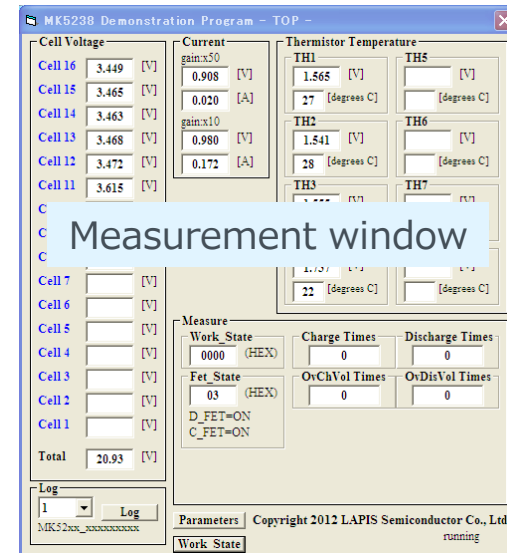 MK5238 Demonstration Program - TOP -
Cell Voltage
Cell 16 3.449 [V]
Cell 15 3.465 [V]
Cell 14 3.463 [V]
Cell 13 3.468 [V]
Cell 12 3.472 [V]
Cell 11 3.615 [V]
Cell 7 [V]
Cell 6 [V]
Cell 5 [V]
Cell 4 [V]
Cell 3 [V]
Cell 2 [V]
Cell 1 [V]
Total 20.93 [V]
Log
1 Log
MK52xx_xxxxxxxxx
Current
gain:x50
0.908 [V]
0.020 [A]
gain:x10
0.980 [V]
0.172 [A]
Thermistor Temperature
TH1
1.565 [V]
27 [degrees C]
TH5
[V]
[degrees C]
TH2
1.541 [V]
28 [degrees C]
TH6
[V]
[degrees C]
TH3
TH7
Measurement window
22 [degrees C]
[degrees C]
Measure
Work_State
0000 (HEX)
Charge Times
0
Discharge Times
0
Fet_State
03 (HEX)
D_FET=ON
C_FET=ON
OvChVol Times
0
OvDisVol Times
0
Parameters
Copyright 2012 LAPIS Semiconductor Co., Ltd
running
Work State